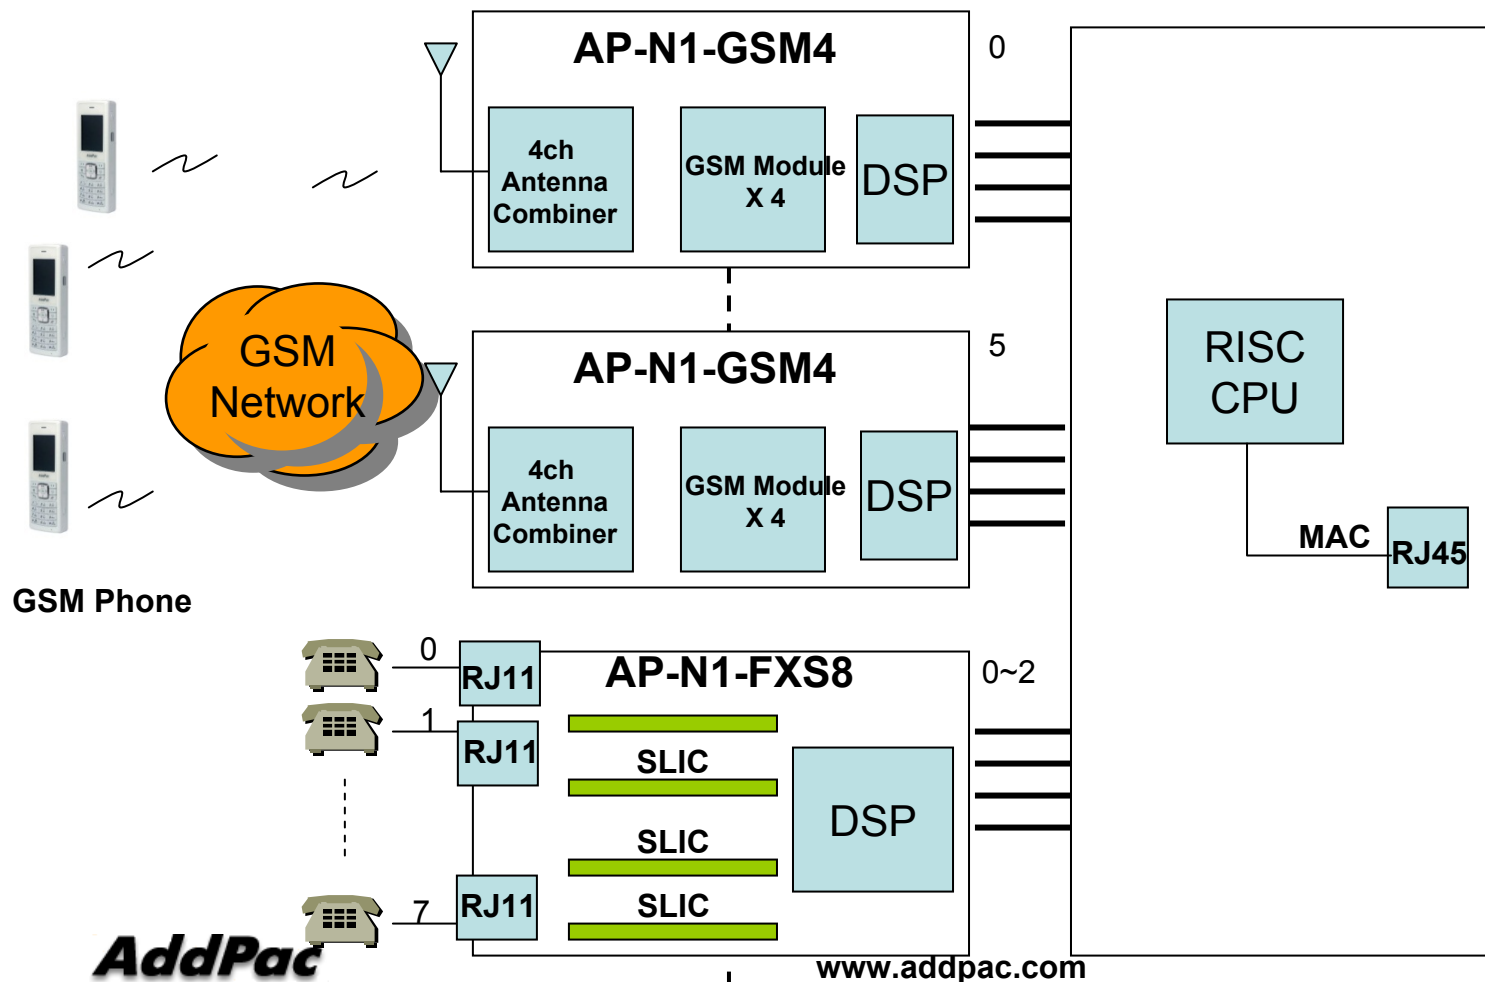 AP-N1-GSM4
0
4ch
Antenna
Combiner
GSM Module
X 4
DSP
GSM
Network
AP-N1-GSM4
5
4ch
Antenna
Combiner
GSM Module
X 4
DSP
RISC
CPU
MAC
RJ45
GSM Phone
0
RJ11
AP-N1-FXS8
0~2
1
RJ11
SLIC
DSP
SLIC
7
RJ11
SLIC
AddPac
www.addpac.com